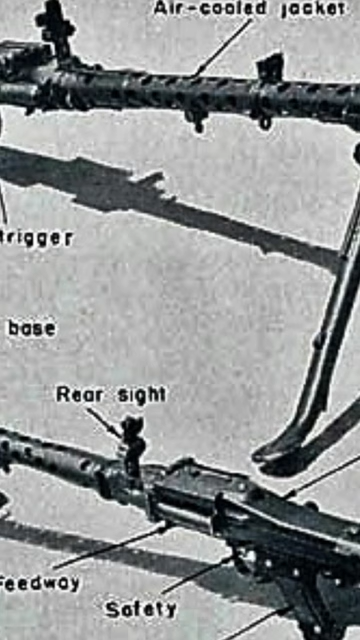 Air-cooled jacket
trigger
base
Rear sight
Feedway
Safety